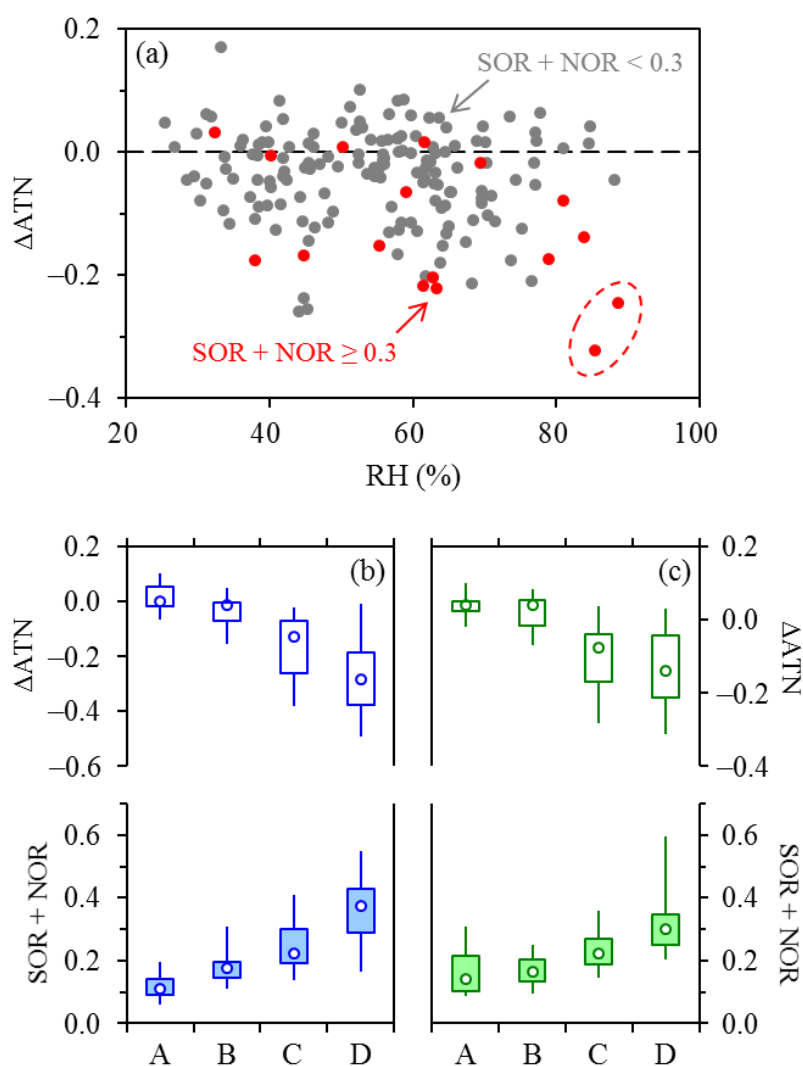 0.2
(a)
SOR + NOR < 0.3
0.0
ΔATN
−0.2
SOR + NOR ≥ 0.3
−0.4
20 40 60 80 100
RH (%)
0.2 (b) (c) 0.2
0.0 0.0
ΔATN ΔATN
−0.2
−0.4 −0.2
−0.6 −0.4
0.6 0.6
SOR + NOR SOR + NOR
0.4 0.4
0.2 0.2
0.0 0.0
A B C D A B C D